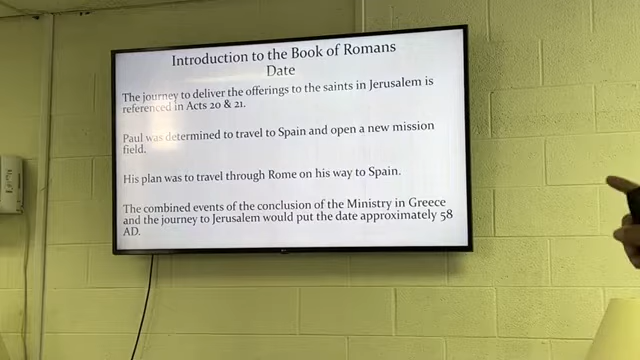 Introduction to the Book of Romans
Date
The journey to deliver the offerings to the saints in Jerusalem is
referenced in Acts 20 & 21.
Paul was determined to travel to Spain and open a new mission
field.
His plan was to travel through Rome on his way to Spain.
The combined events of the conclusion of the Ministry in Greece
and the journey to Jerusalem would put the date approximately 58
AD.